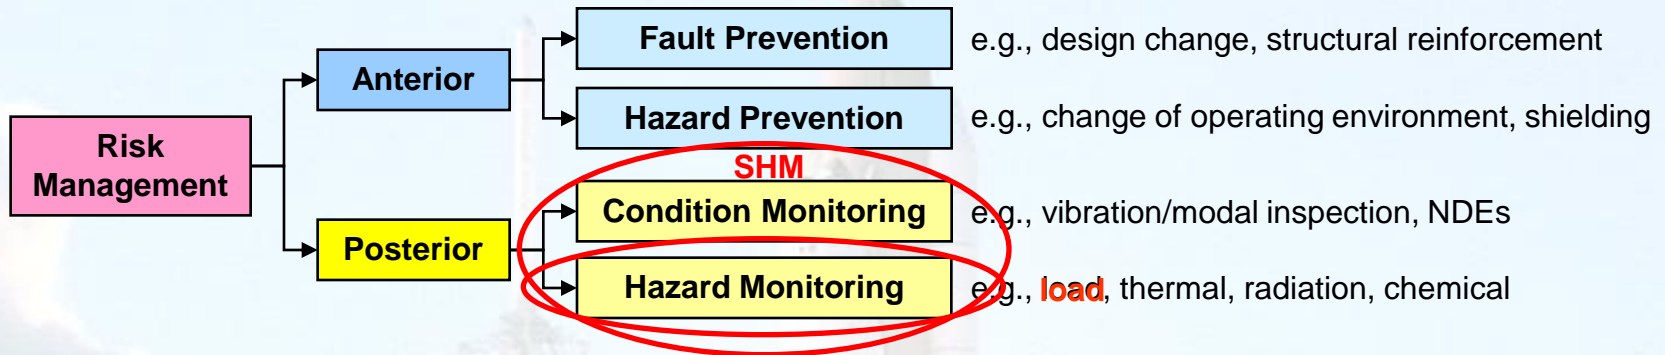 Fault Prevention e.g., design change, structural reinforcement
Anterior
Hazard Prevention e.g., change of operating environment, shielding
Risk
Management
SHM
Condition Monitoring e.g., vibration/modal inspection, NDEs
Posterior
Hazard Monitoring e.g., load, thermal, radiation, chemical